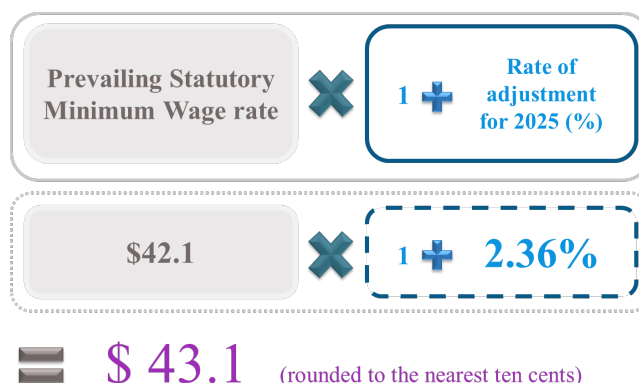 Prevailing Statutory
Minimum Wage rate
1
Rate of
adjustment
for 2025 (%)
$42.1
1
2.36%
$ 43.1 (rounded to the nearest ten cents)